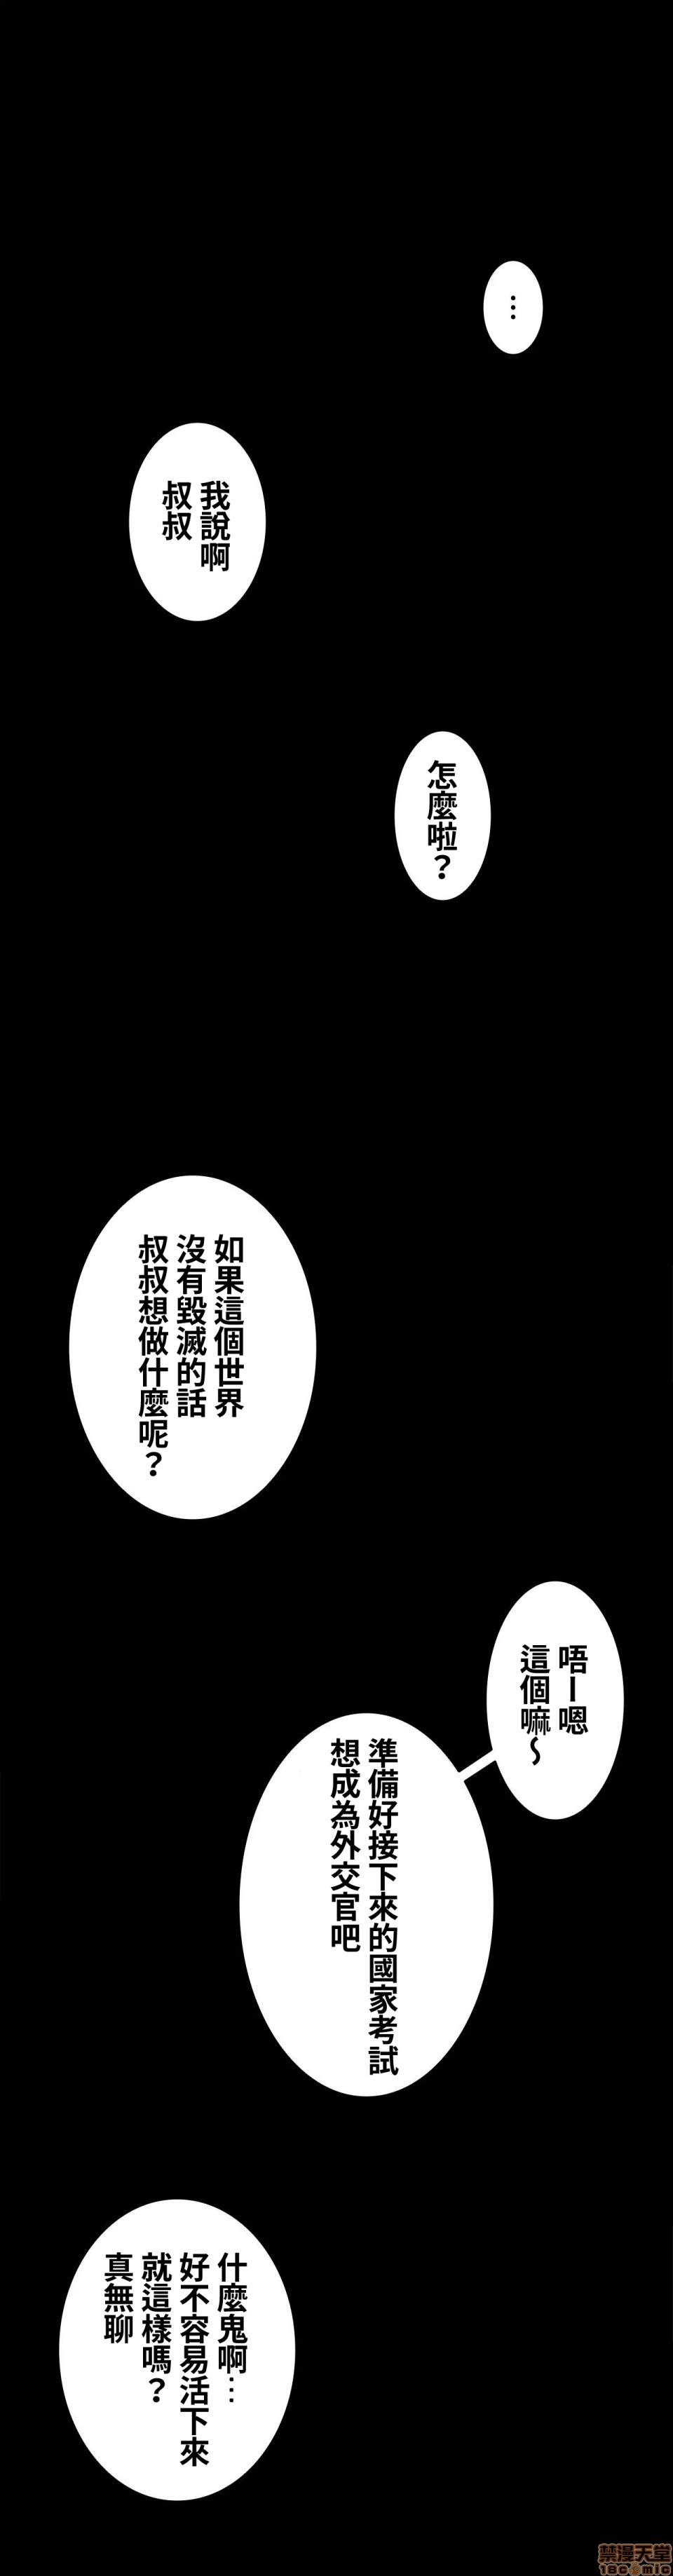 …
我說啊
叔叔
怎麼啦？
如果這個世界
沒有毀滅的話
叔叔想做什麼呢？
唔ー嗯
這個嘛～
準備好接下來的國家考試
想成為外交官吧
什麼鬼啊…
好不容易活下來
就這樣嗎？
真無聊
禁漫天堂
18COMIC